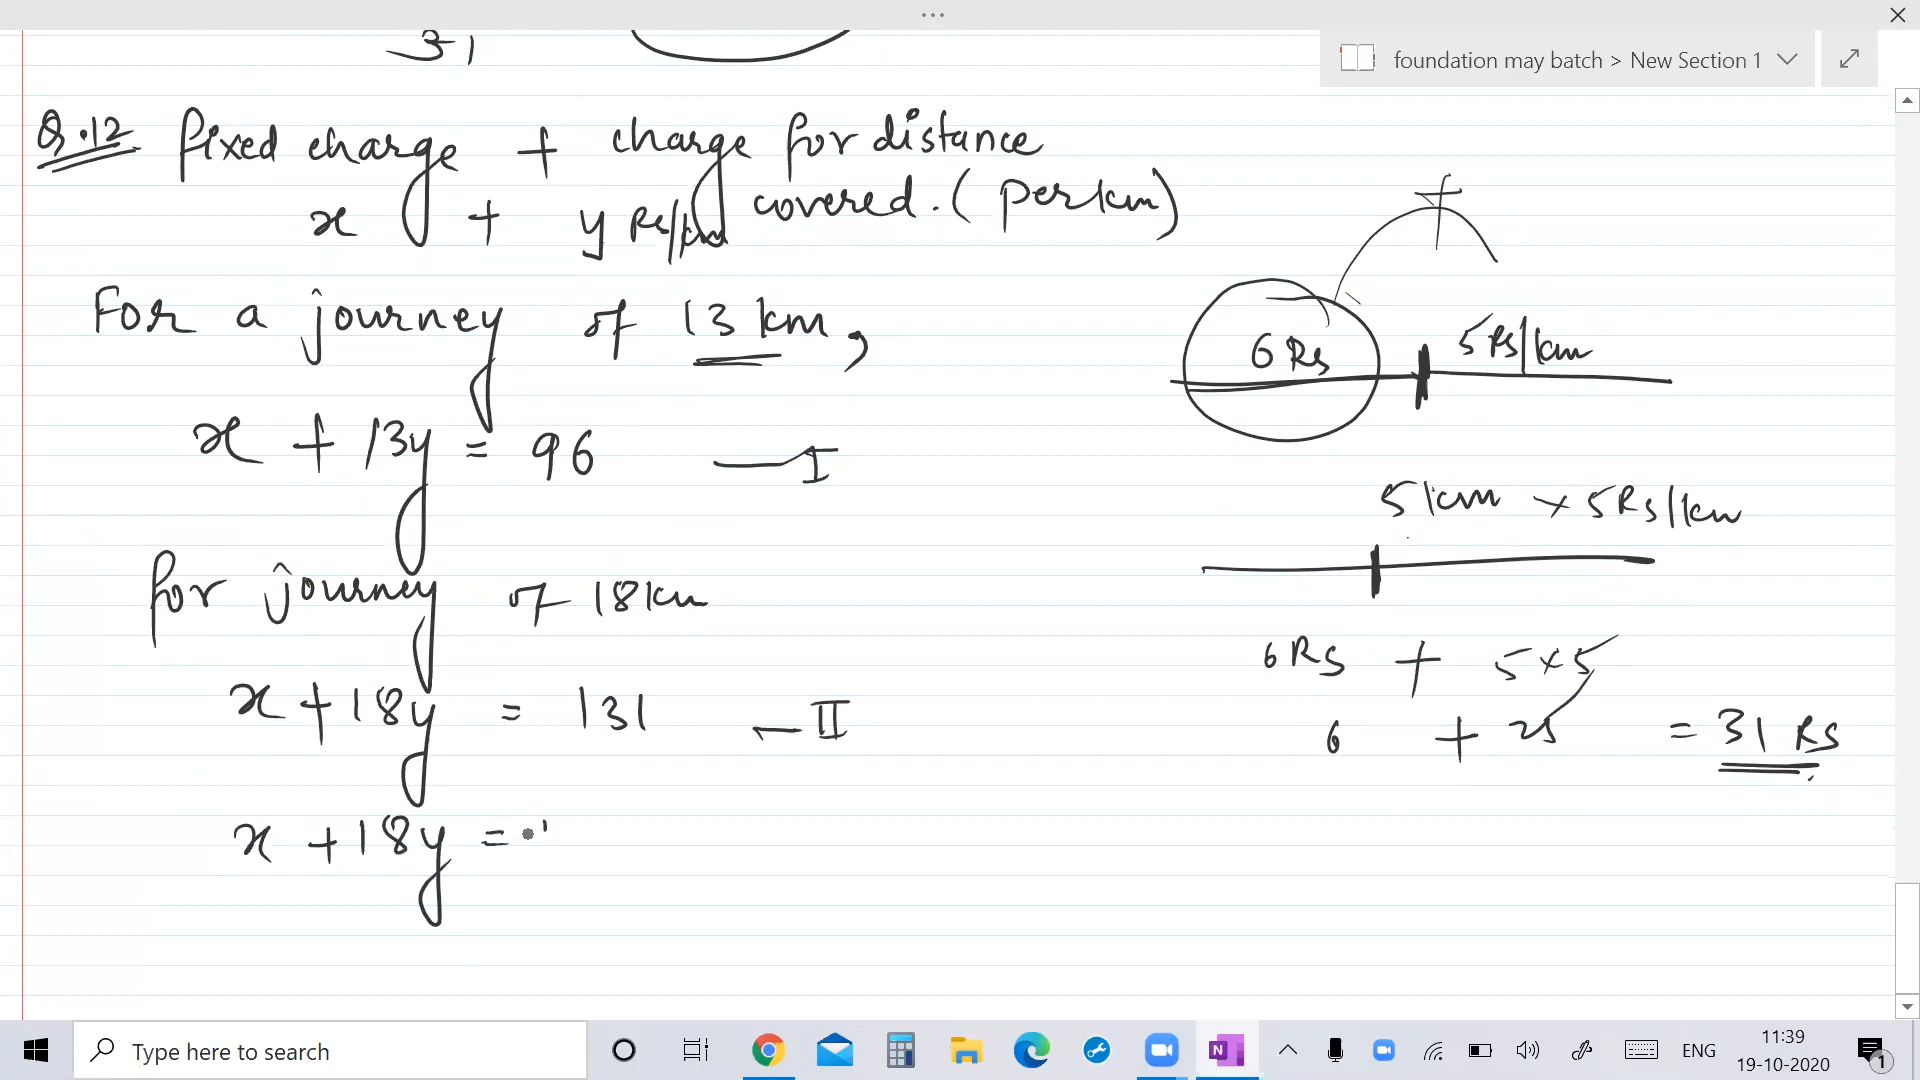 foundation may batch > New Section 1
31
Q.12 fixed charge + charge for distance
covered. (per km)
x + y Rs/km
For a journey of 13 km,
6 Rs 5 Rs/km
x + 13y = 96 — I
5 km × 5 Rs/km
for journey of 18 km
6 Rs + 5×5
x + 18y = 131 — II
6 + 25 = 31 Rs
x + 18y =
Type here to search
ENG
11:39
19-10-2020
1